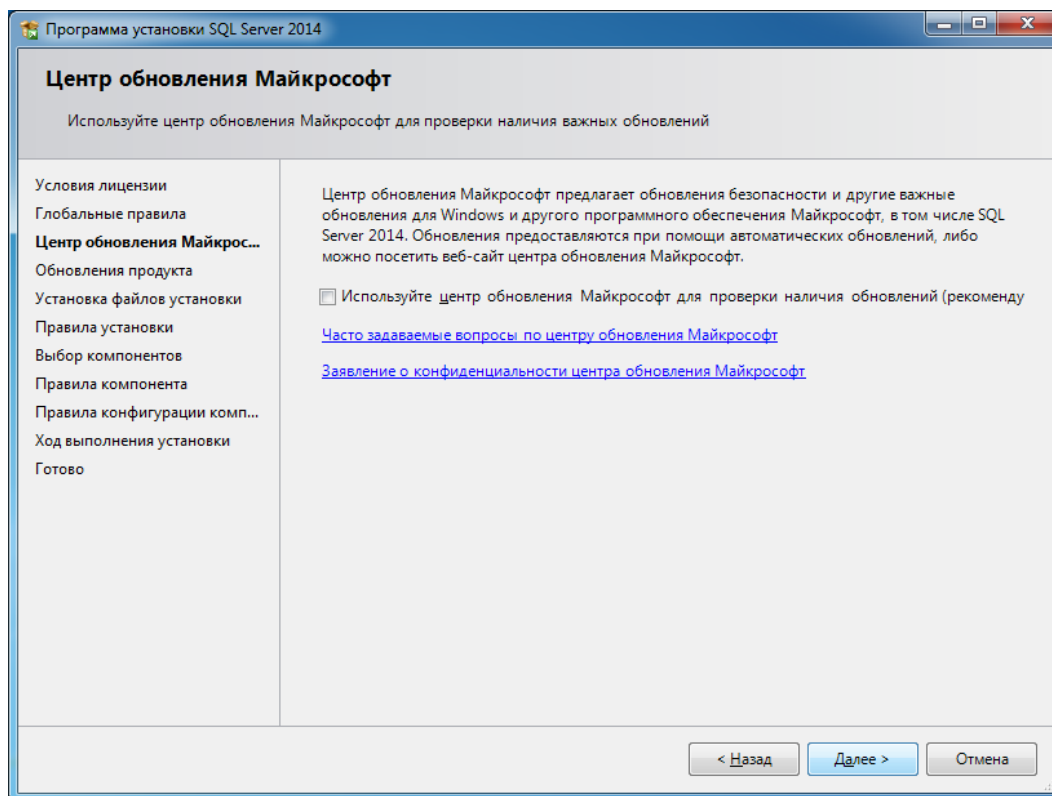 Программа установки SQL Server 2014
Центр обновления Майкрософт
Используйте центр обновления Майкрософт для проверки наличия важных обновлений
Условия лицензии
Глобальные правила
Центр обновления Майкрос...
Обновления продукта
Установка файлов установки
Правила установки
Выбор компонентов
Правила компонента
Правила конфигурации комп...
Ход выполнения установки
Готово
Центр обновления Майкрософт предлагает обновления безопасности и другие важные
обновления для Windows и другого программного обеспечения Майкрософт, в том числе SQL
Server 2014. Обновления предоставляются при помощи автоматических обновлений, либо
можно посетить веб-сайт центра обновления Майкрософт.
Используйте центр обновления Майкрософт для проверки наличия обновлений (рекоменду
Часто задаваемые вопросы по центру обновления Майкрософт
Заявление о конфиденциальности центра обновления Майкрософт
< Назад
Далее >
Отмена